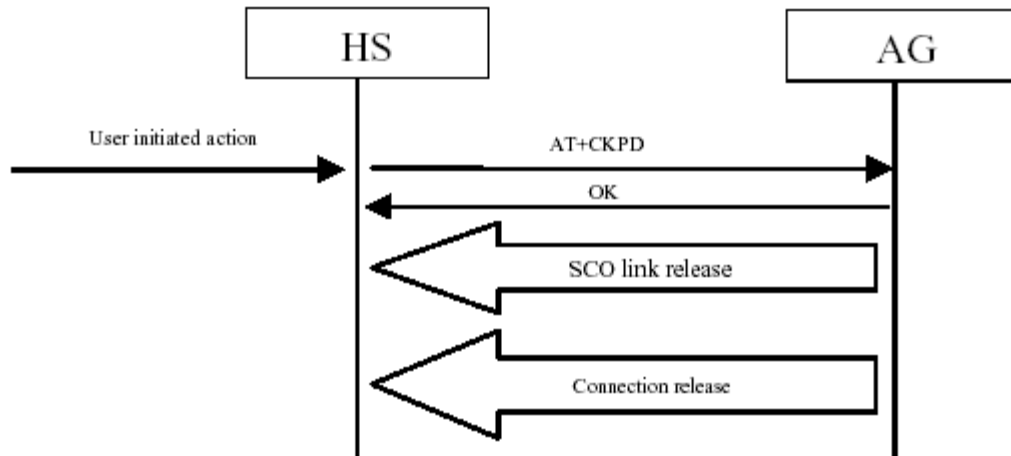 HS
AG
User initiated action
AT+CKPD
OK
SCO link release
Connection release